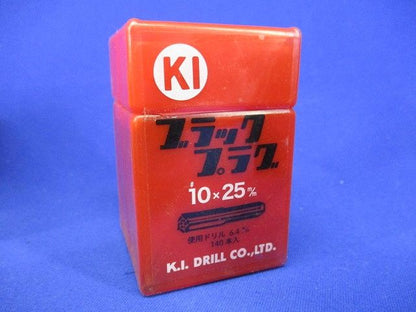 KI
ブラック
プラグ
#10×25m/m
使用ドリル 6.4m/m
140本入
K.I. DRILL CO.,LTD.